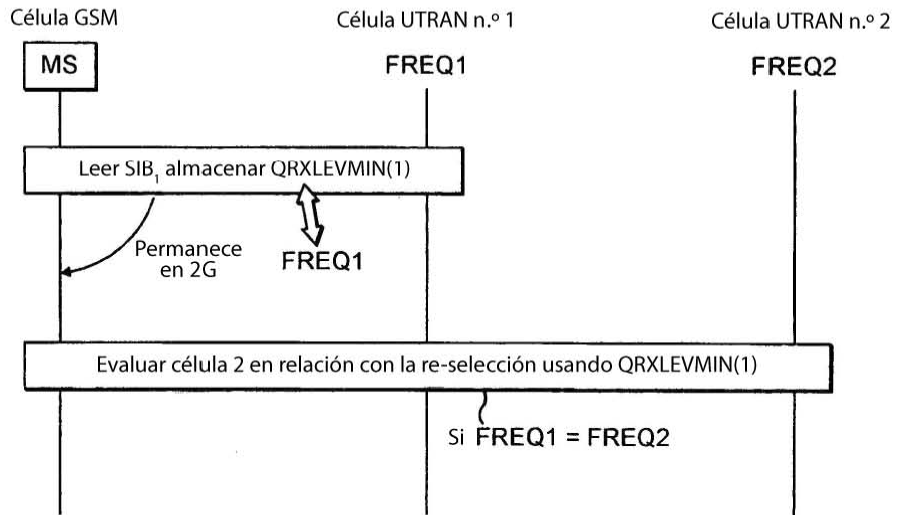 Célula GSM
Célula UTRAN n.º 1
Célula UTRAN n.º 2
MS
FREQ1
FREQ2
Leer SIB1 almacenar QRXLEVMIN(1)
Permanece
en 2G
FREQ1
Evaluar célula 2 en relación con la re-selección usando QRXLEVMIN(1)
Si FREQ1 = FREQ2